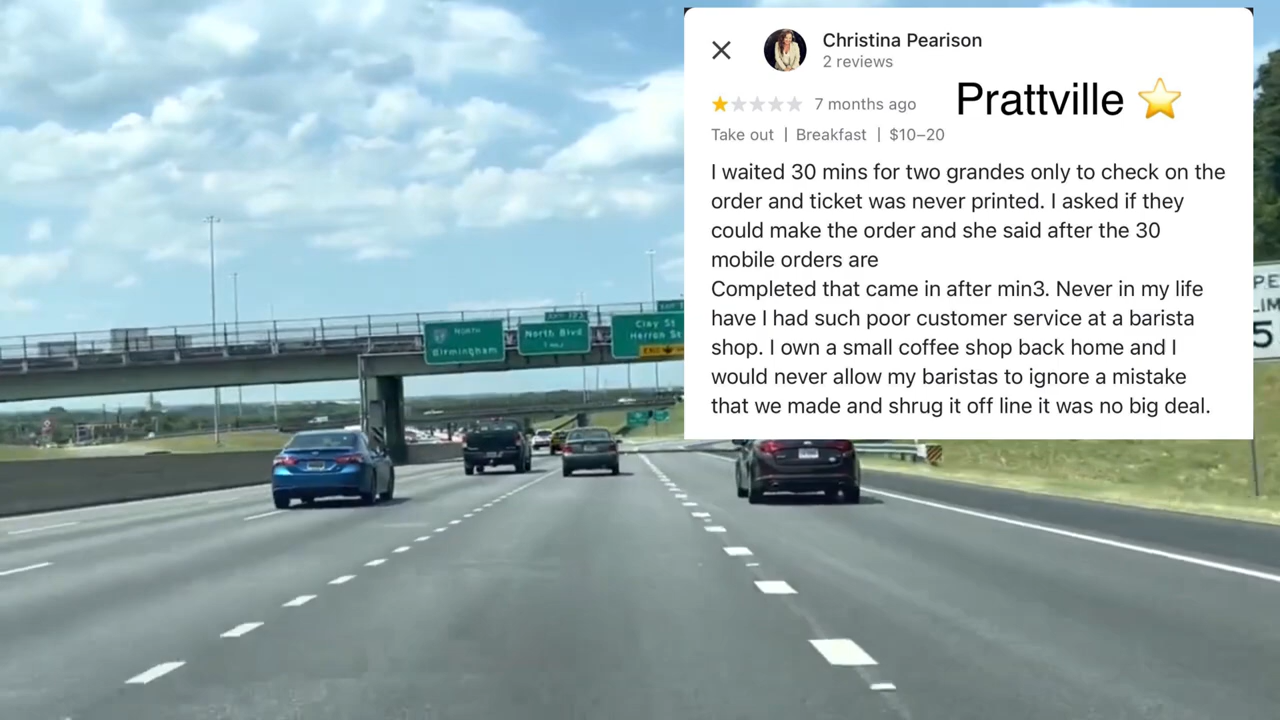 Christina Pearison
2 reviews
7 months ago
Prattville ⭐
Take out | Breakfast | $10–20
I waited 30 mins for two grandes only to check on the
order and ticket was never printed. I asked if they
could make the order and she said after the 30
mobile orders are
Completed that came in after min3. Never in my life
have I had such poor customer service at a barista
shop. I own a small coffee shop back home and I
would never allow my baristas to ignore a mistake
that we made and shrug it off line it was no big deal.
NORTH
Birmingham
North Blvd
Clay St
Herron St